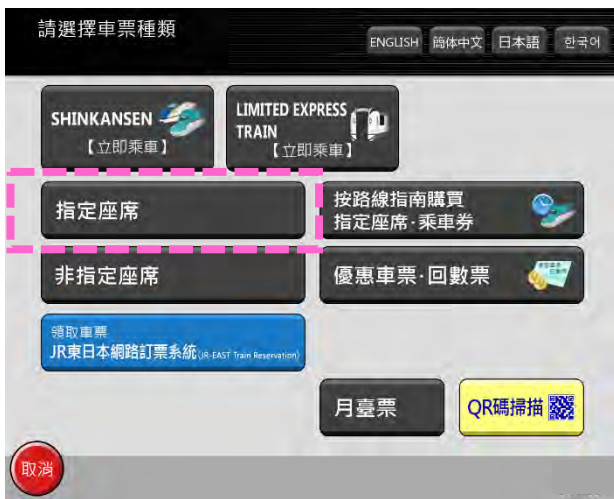 請選擇車票種類
ENGLISH 簡体中文 日本語 한국어
SHINKANSEN
【立即乘車】
LIMITED EXPRESS
TRAIN
【立即乘車】
指定座席
按路線指南購買
指定座席·乘車券
非指定座席
優惠車票·回數票
領取車票
JR東日本網路訂票系統(JR-EAST Train Reservation)
月臺票
QR碼掃描
取消